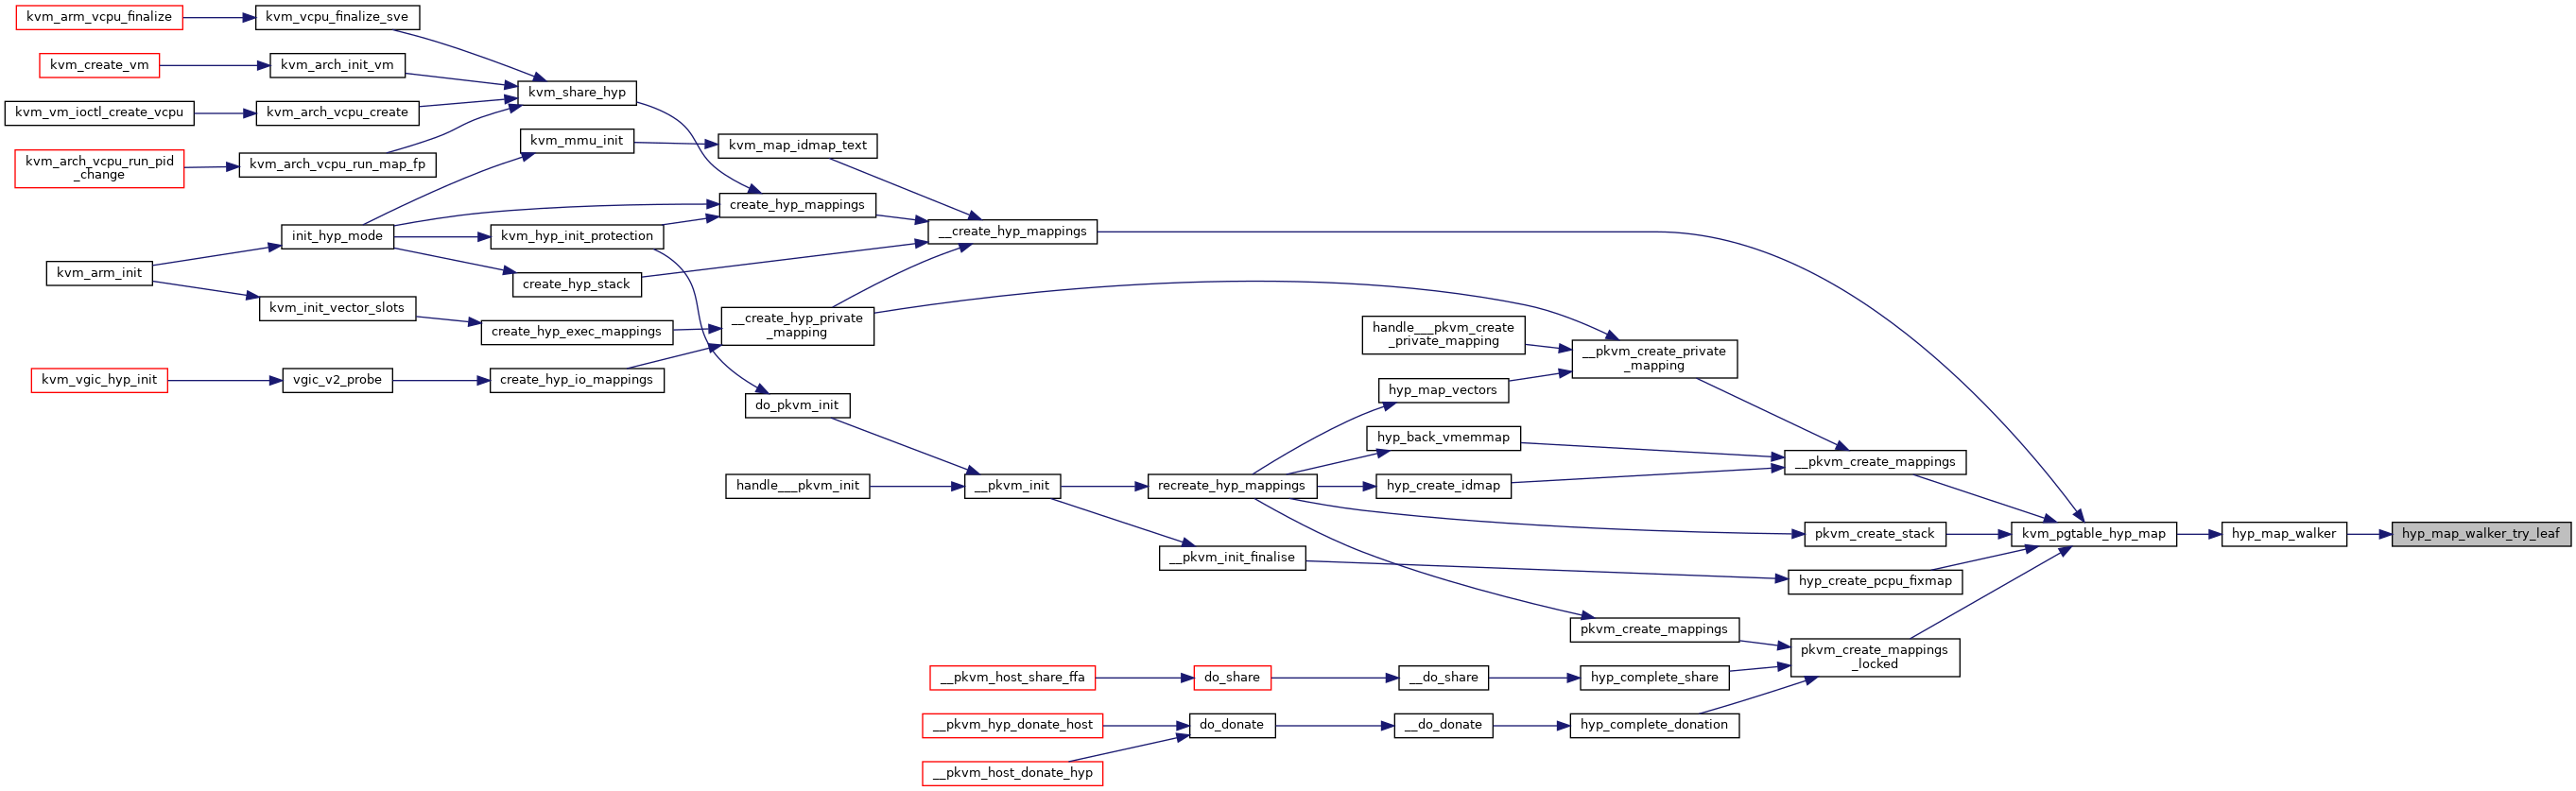 kvm_arm_vcpu_finalize
kvm_vcpu_finalize_sve
kvm_create_vm
kvm_arch_init_vm
kvm_share_hyp
kvm_vm_ioctl_create_vcpu
kvm_arch_vcpu_create
kvm_mmu_init
kvm_map_idmap_text
kvm_arch_vcpu_run_pid
_change
kvm_arch_vcpu_run_map_fp
create_hyp_mappings
init_hyp_mode
kvm_hyp_init_protection
__create_hyp_mappings
kvm_arm_init
create_hyp_stack
kvm_init_vector_slots
create_hyp_exec_mappings
__create_hyp_private
_mapping
handle___pkvm_create
_private_mapping
__pkvm_create_private
_mapping
kvm_vgic_hyp_init
vgic_v2_probe
create_hyp_io_mappings
hyp_map_vectors
do_pkvm_init
hyp_back_vmemmap
__pkvm_create_mappings
handle___pkvm_init
__pkvm_init
recreate_hyp_mappings
hyp_create_idmap
pkvm_create_stack
kvm_pgtable_hyp_map
hyp_map_walker
hyp_map_walker_try_leaf
__pkvm_init_finalise
hyp_create_pcpu_fixmap
pkvm_create_mappings
pkvm_create_mappings
_locked
__pkvm_host_share_ffa
do_share
__do_share
hyp_complete_share
__pkvm_hyp_donate_host
do_donate
__do_donate
hyp_complete_donation
__pkvm_host_donate_hyp